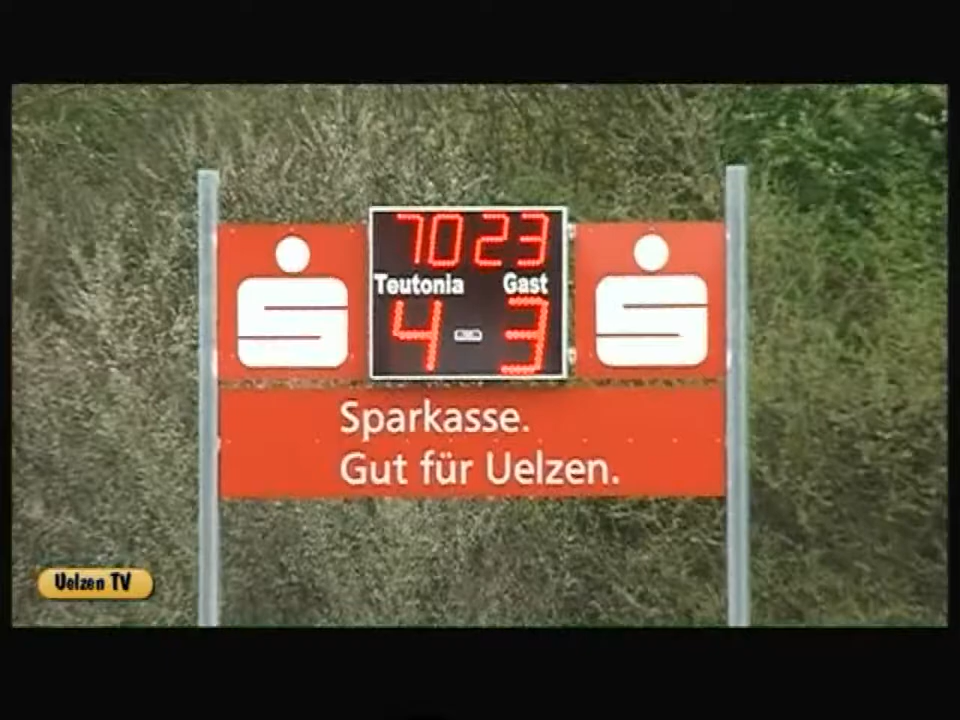 7023
Teutonia Gast
4 - 3
Sparkasse.
Gut für Uelzen.
Uelzen TV